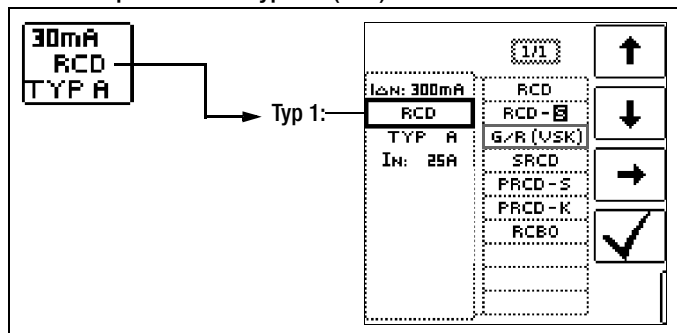 30mA
RCD
TYP A
Typ 1:
1/1
I∆N: 300mA
RCD
TYP A
IN: 25A
RCD
RCD-S
G/R (VSK)
SRCD
PRCD-S
PRCD-K
RCBO